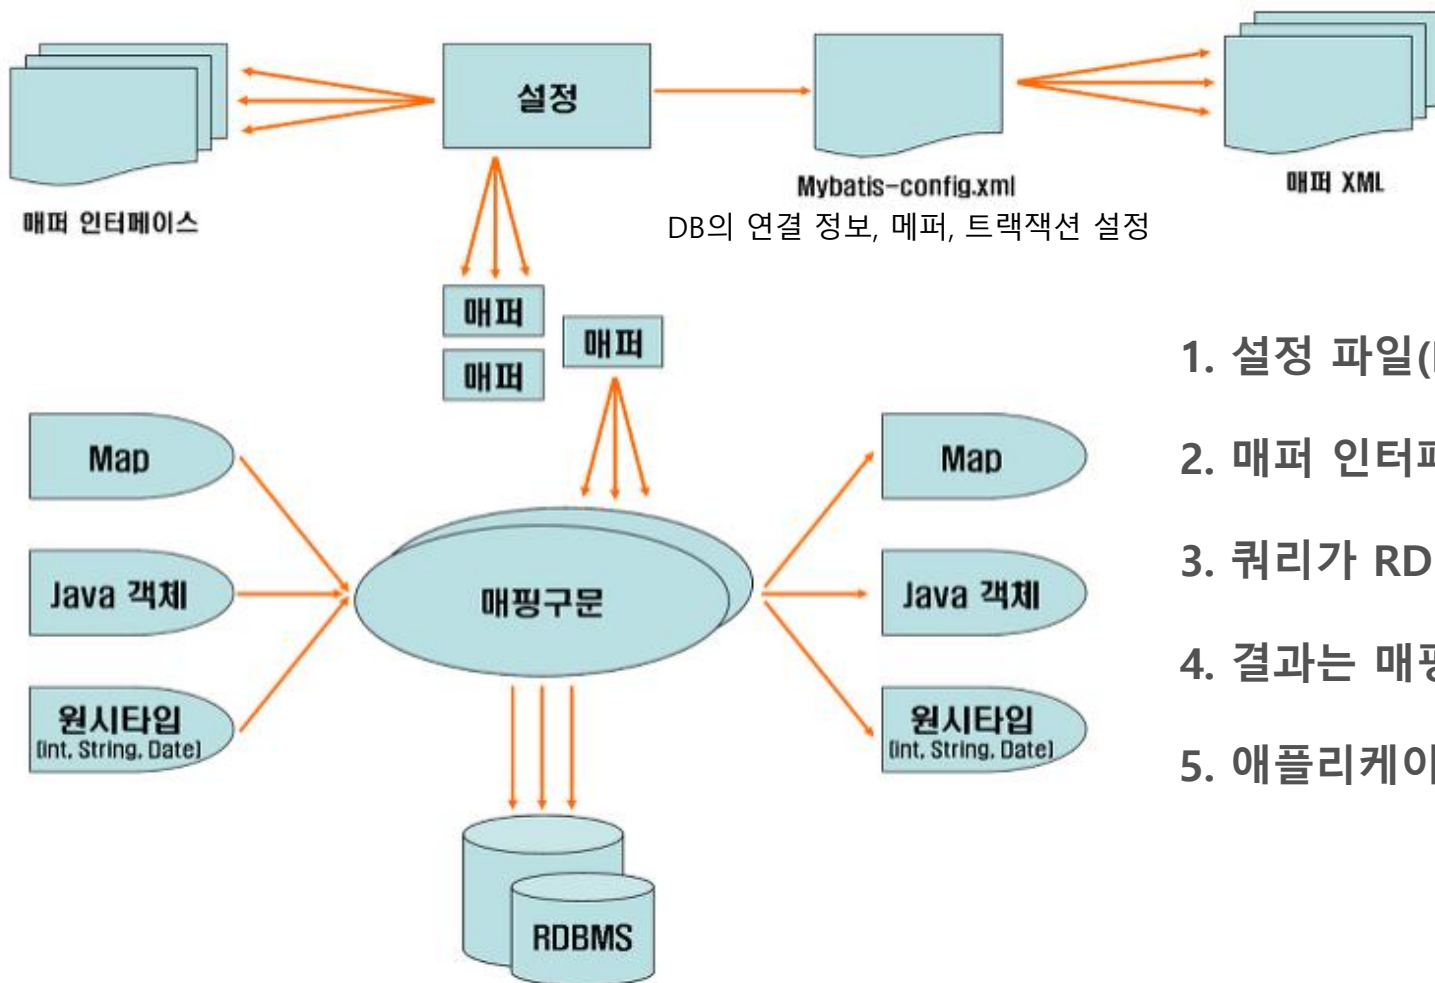 설정
Mybatis-config.xml
매퍼 XML
매퍼 인터페이스
DB의 연결 정보, 메퍼, 트랙잭션 설정
매퍼
매퍼
매퍼
1. 설정 파일(
Map
Map
2. 매퍼 인터
3. 쿼리가 RD
Java 객체
매핑구문
Java 객체
4. 결과는
원시타입
(int, String, Date)
원시타입
(int, String, Date)
5. 애플리케이
RDBMS